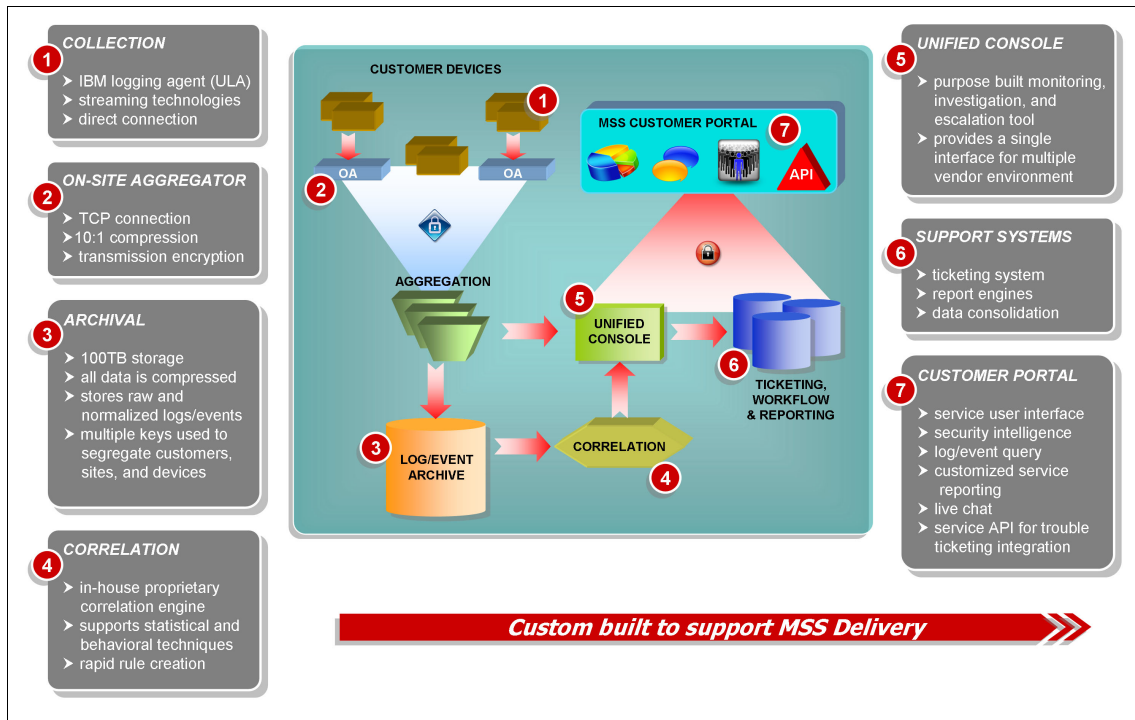 COLLECTION
1
➢ IBM logging agent (ULA)
➢ streaming technologies
➢ direct connection
ON-SITE AGGREGATOR
2
➢ TCP connection
➢ 10:1 compression
➢ transmission encryption
ARCHIVAL
3
➢ 100TB storage
➢ all data is compressed
➢ stores raw and
normalized logs/events
➢ multiple keys used to
segregate customers,
sites, and devices
CORRELATION
4
➢ in-house proprietary
correlation engine
➢ supports statistical and
behavioral techniques
➢ rapid rule creation
CUSTOMER DEVICES
1
OA
OA
2
MSS CUSTOMER PORTAL
7
API
AGGREGATION
5
UNIFIED
CONSOLE
6
TICKETING,
WORKFLOW
& REPORTING
3
LOG/EVENT
ARCHIVE
CORRELATION
4
UNIFIED CONSOLE
5
➢ purpose built monitoring,
investigation, and
escalation tool
➢ provides a single
interface for multiple
vendor environment
SUPPORT SYSTEMS
6
➢ ticketing system
➢ report engines
➢ data consolidation
CUSTOMER PORTAL
7
➢ service user interface
➢ security intelligence
➢ log/event query
➢ customized service
reporting
➢ live chat
➢ service API for trouble
ticketing integration
Custom built to support MSS Delivery